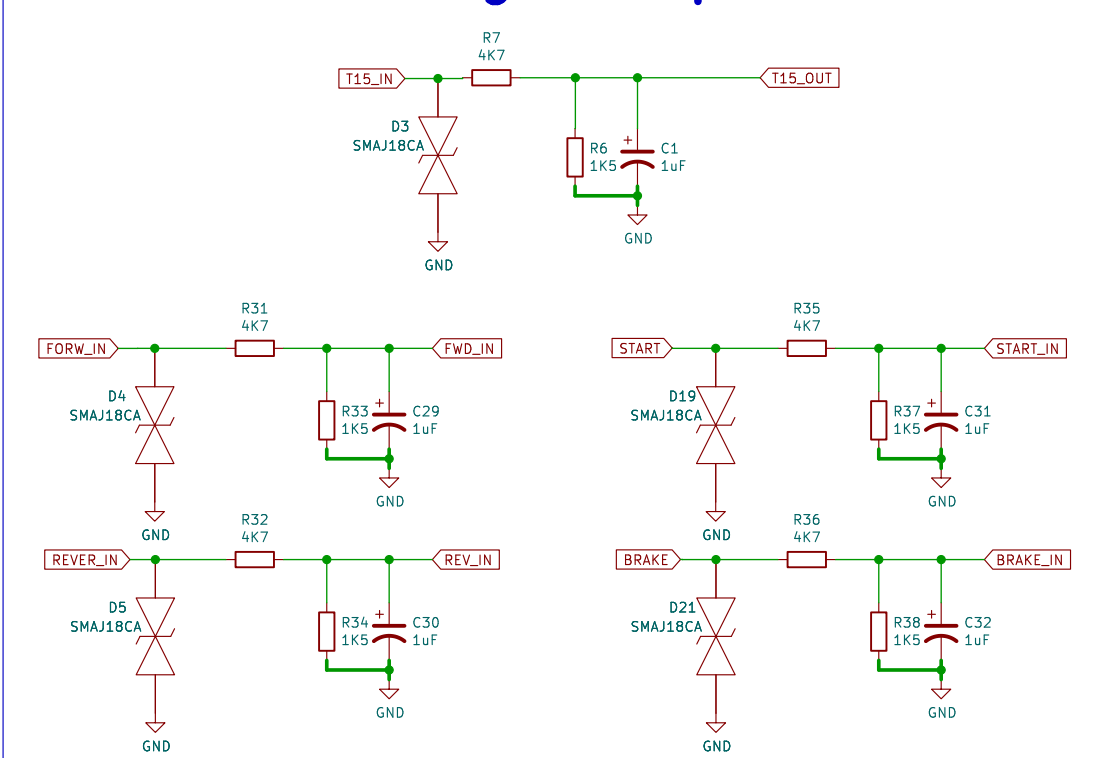 R7
4K7
T15_IN
T15_OUT
D3
SMAJ18CA
R6
1K5
+
C1
1uF
GND
GND
R31
4K7
FORW_IN
FWD_IN
D4
SMAJ18CA
R33
1K5
+
C29
1uF
GND
GND
R35
4K7
START
START_IN
D19
SMAJ18CA
R37
1K5
+
C31
1uF
GND
GND
R32
4K7
REVER_IN
REV_IN
D5
SMAJ18CA
R34
1K5
+
C30
1uF
GND
GND
R36
4K7
BRAKE
BRAKE_IN
D21
SMAJ18CA
R38
1K5
+
C32
1uF
GND
GND